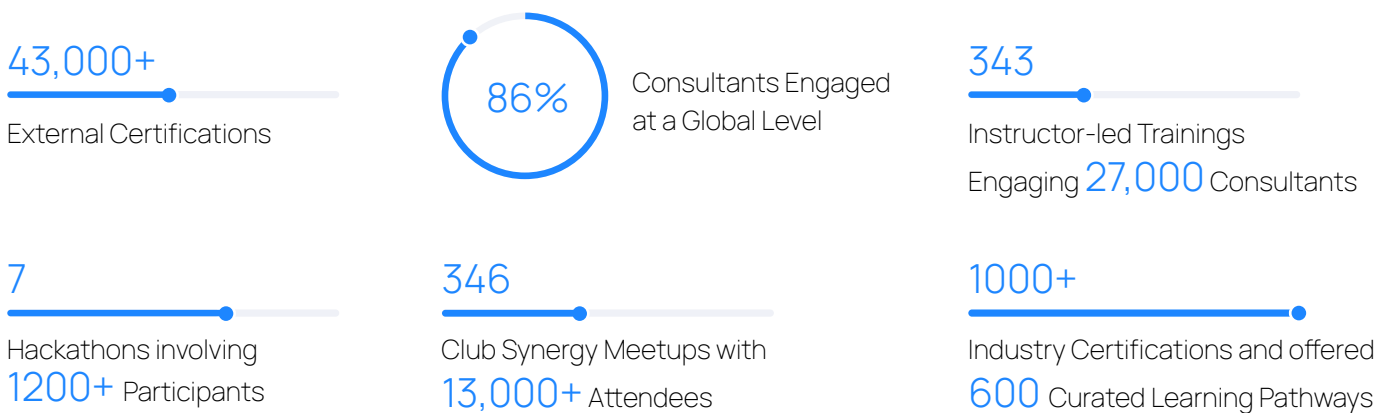 43,000+
External Certifications
86%
Consultants Engaged
at a Global Level
343
Instructor-led Trainings
Engaging 27,000 Consultants
7
Hackathons involving
1200+ Participants
346
Club Synergy Meetups with
13,000+ Attendees
1000+
Industry Certifications and offered
600 Curated Learning Pathways